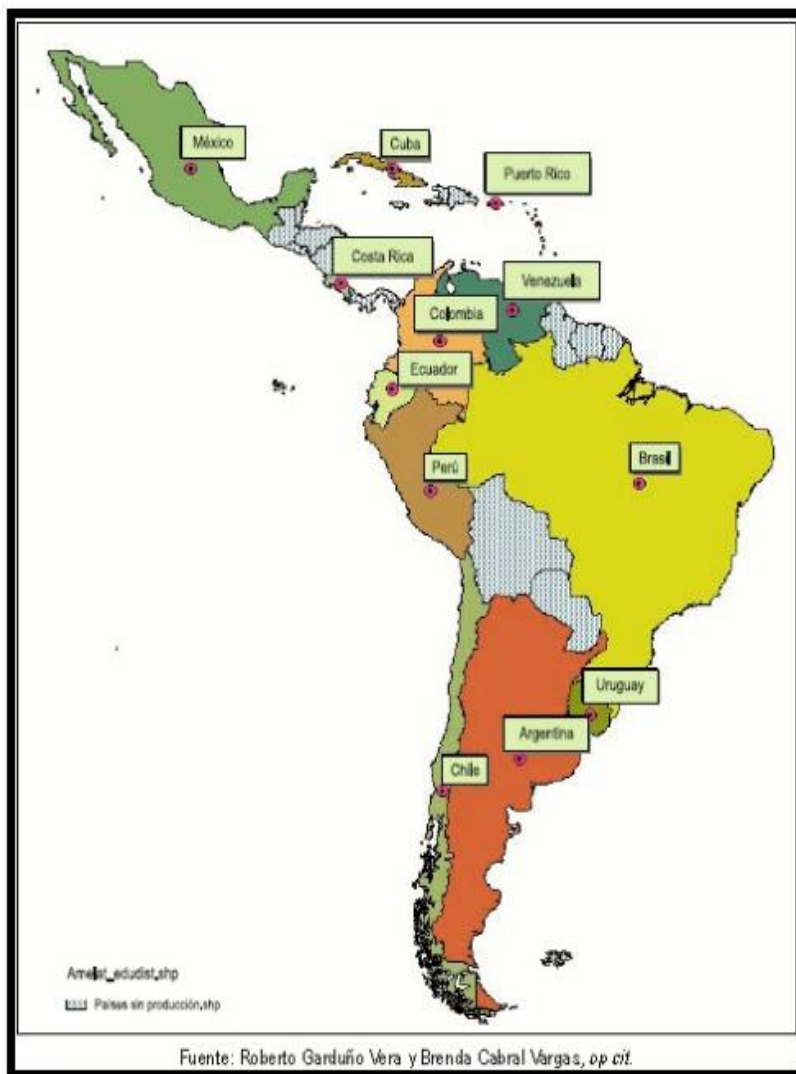 México
Cuba
Puerto Rico
Costa Rica
Venezuela
Colombia
Ecuador
Perú
Brasil
Uruguay
Argentina
Chile
Amelat_edudist.shp
Países sin producción.shp
Fuente: Roberto Garduño Vera y Brenda Cabral Vargas, op cit.